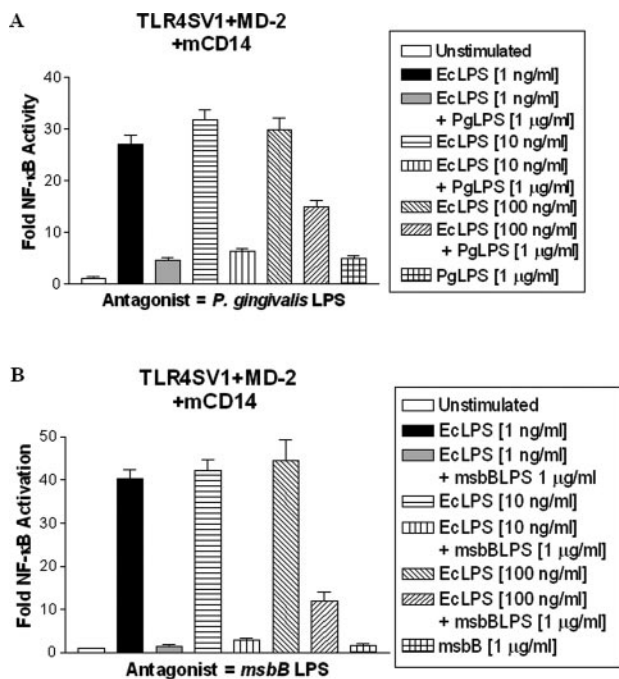 A
TLR4SV1+MD-2
+mCD14
Fold NF-κB Activity
40
30
20
10
0
Antagonist = P. gingivalis LPS
Unstimulated
EcLPS [1 ng/ml]
EcLPS [1 ng/ml]
+ PgLPS [1 μg/ml]
EcLPS [10 ng/ml]
EcLPS [10 ng/ml]
+ PgLPS [1 μg/ml]
EcLPS [100 ng/ml]
EcLPS [100 ng/ml]
+ PgLPS [1 μg/ml]
PgLPS [1 μg/ml]
B
TLR4SV1+MD-2
+mCD14
Fold NF-κB Activation
50
40
30
20
10
0
Antagonist = msbB LPS
Unstimulated
EcLPS [1 ng/ml]
EcLPS [1 ng/ml]
+ msbBLPS 1 μg/ml
EcLPS [10 ng/ml]
EcLPS [10 ng/ml]
+ msbBLPS [1 μg/ml]
EcLPS [100 ng/ml]
EcLPS [100 ng/ml]
+ msbBLPS [1 μg/ml]
msbB [1 μg/ml]